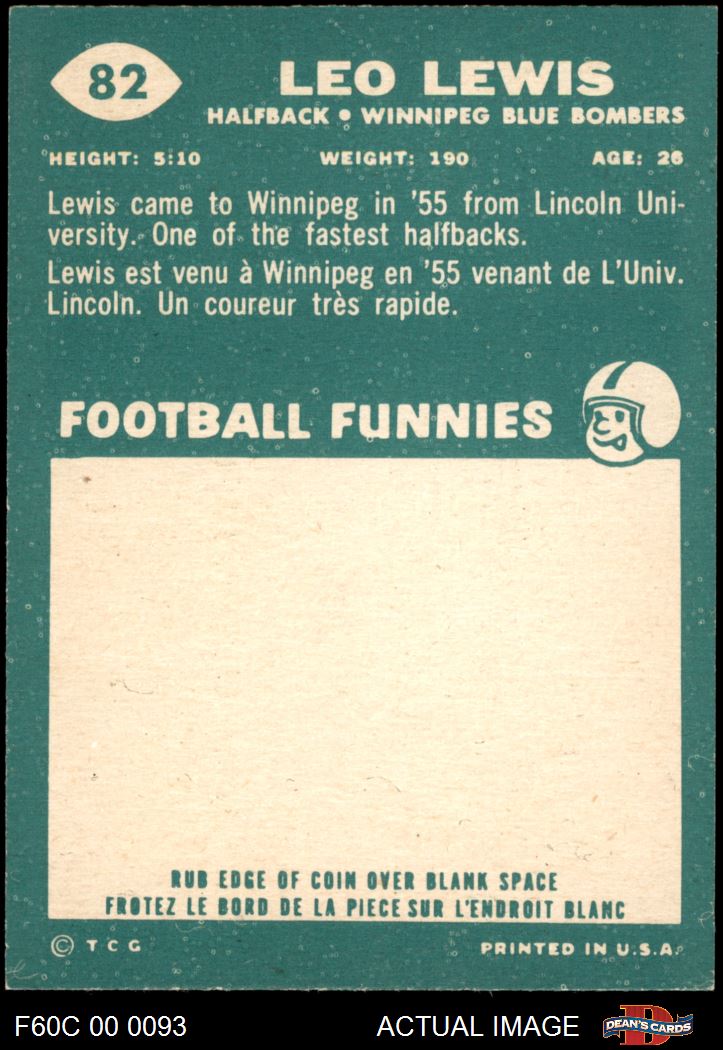 82
LEO LEWIS
HALFBACK • WINNIPEG BLUE BOMBERS
HEIGHT: 5:10 WEIGHT: 190 AGE: 26
Lewis came to Winnipeg in '55 from Lincoln Uni-
versity. One of the fastest halfbacks.
Lewis est venu à Winnipeg en '55 venant de L'Univ.
Lincoln. Un coureur très rapide.
FOOTBALL FUNNIES
RUB EDGE OF COIN OVER BLANK SPACE
FROTEZ LE BORD DE LA PIECE SUR L'ENDROIT BLANC
© T C G PRINTED IN U.S.A.
F60C 00 0093 ACTUAL IMAGE D DEAN'S CARDS